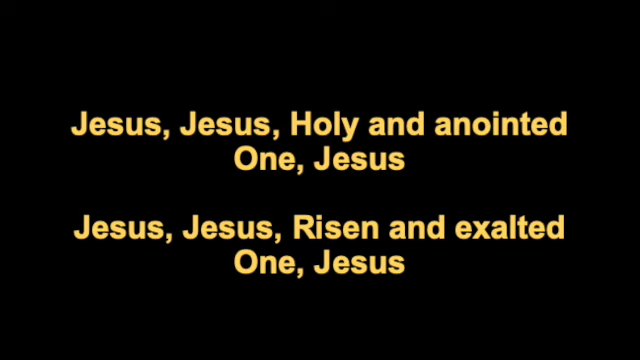 Jesus, Jesus, Holy and anointed
One, Jesus
Jesus, Jesus, Risen and exalted
One, Jesus